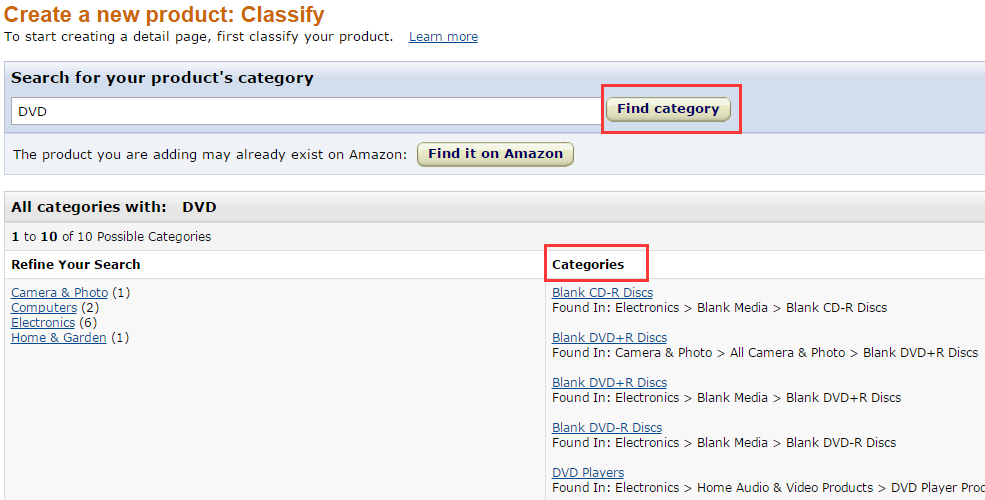 Create a new product: Classify
To start creating a detail page, first classify your product. Learn more
Search for your product's category
DVD Find category
The product you are adding may already exist on Amazon: Find it on Amazon
All categories with: DVD
1 to 10 of 10 Possible Categories
Refine Your Search
Camera & Photo (1)
Computers (2)
Electronics (6)
Home & Garden (1)
Categories
Blank CD-R Discs
Found In: Electronics > Blank Media > Blank CD-R Discs
Blank DVD+R Discs
Found In: Camera & Photo > All Camera & Photo > Blank DVD+R Discs
Blank DVD+R Discs
Found In: Electronics > Blank Media > Blank DVD+R Discs
Blank DVD-R Discs
Found In: Electronics > Blank Media > Blank DVD-R Discs
DVD Players
Found In: Electronics > Home Audio & Video Products > DVD Player